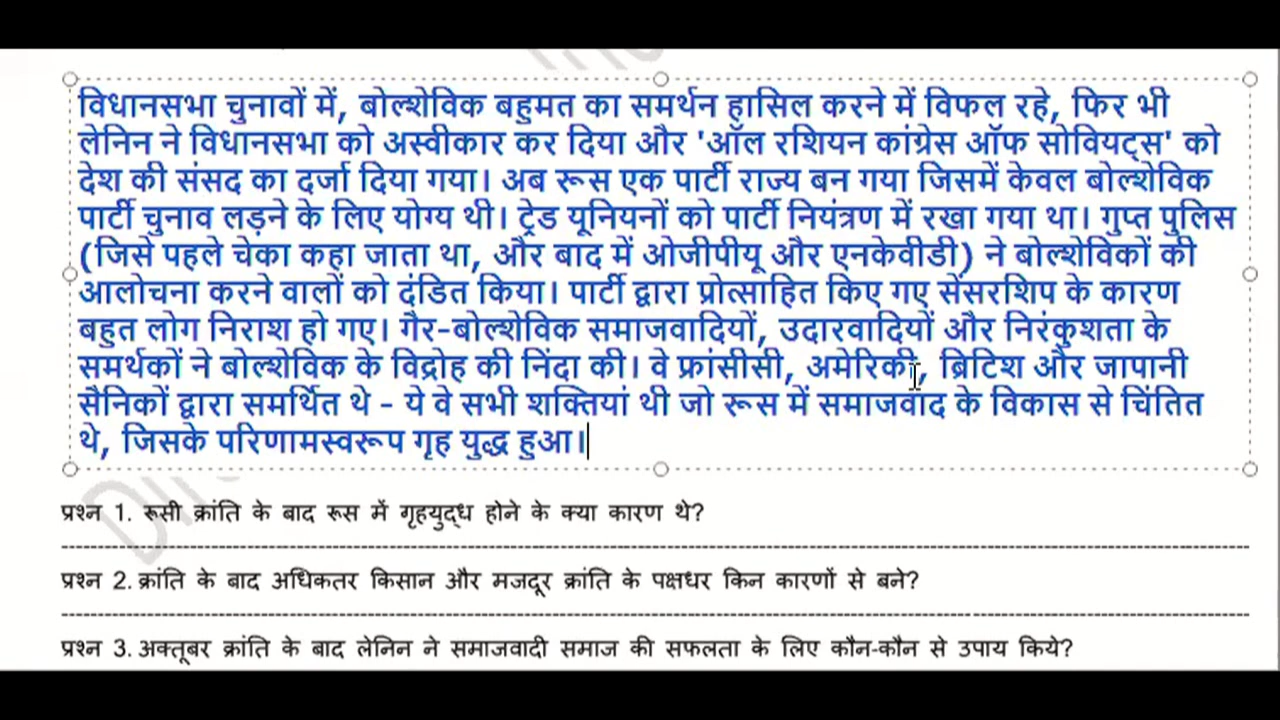 विधानसभा चुनावों में, बोल्शेविक बहुमत का समर्थन हासिल करने में विफल रहे, फिर भी
लेनिन ने विधानसभा को अस्वीकार कर दिया और 'ऑल रशियन कांग्रेस ऑफ सोवियट्स' को
देश की संसद का दर्जा दिया गया। अब रूस एक पार्टी राज्य बन गया जिसमें केवल बोल्शेविक
पार्टी चुनाव लड़ने के लिए योग्य थी। ट्रेड यूनियनों को पार्टी नियंत्रण में रखा गया था। गुप्त पुलिस
(जिसे पहले चेका कहा जाता था, और बाद में ओजीपीयू और एनकेवीडी) ने बोल्शेविकों की
आलोचना करने वालों को दंडित किया। पार्टी द्वारा प्रोत्साहित किए गए सेंसरशिप के कारण
बहुत लोग निराश हो गए। गैर-बोल्शेविक समाजवादियों, उदारवादियों और निरंकुशता के
समर्थकों ने बोल्शेविक के विद्रोह की निंदा की। वे फ्रांसीसी, अमेरिकी, ब्रिटिश और जापानी
सैनिकों द्वारा समर्थित थे - ये वे सभी शक्तियां थी जो रूस में समाजवाद के विकास से चिंतित
थे, जिसके परिणामस्वरूप गृह युद्ध हुआ।
प्रश्न 1. रूसी क्रांति के बाद रूस में गृहयुद्ध होने के क्या कारण थे?
प्रश्न 2. क्रांति के बाद अधिकतर किसान और मजदूर क्रांति के पक्षधर किन कारणों से बने?
प्रश्न 3. अक्तूबर क्रांति के बाद लेनिन ने समाजवादी समाज की सफलता के लिए कौन-कौन से उपाय किये?